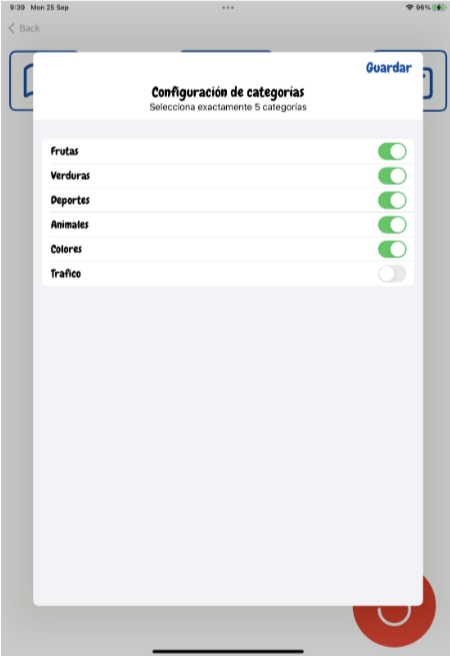 9:39 Mon 25 Sep 96%
Back
Guardar
Configuración de categorías
Selecciona exactamente 5 categorías
Frutas
Verduras
Deportes
Animales
Colores
Trafico